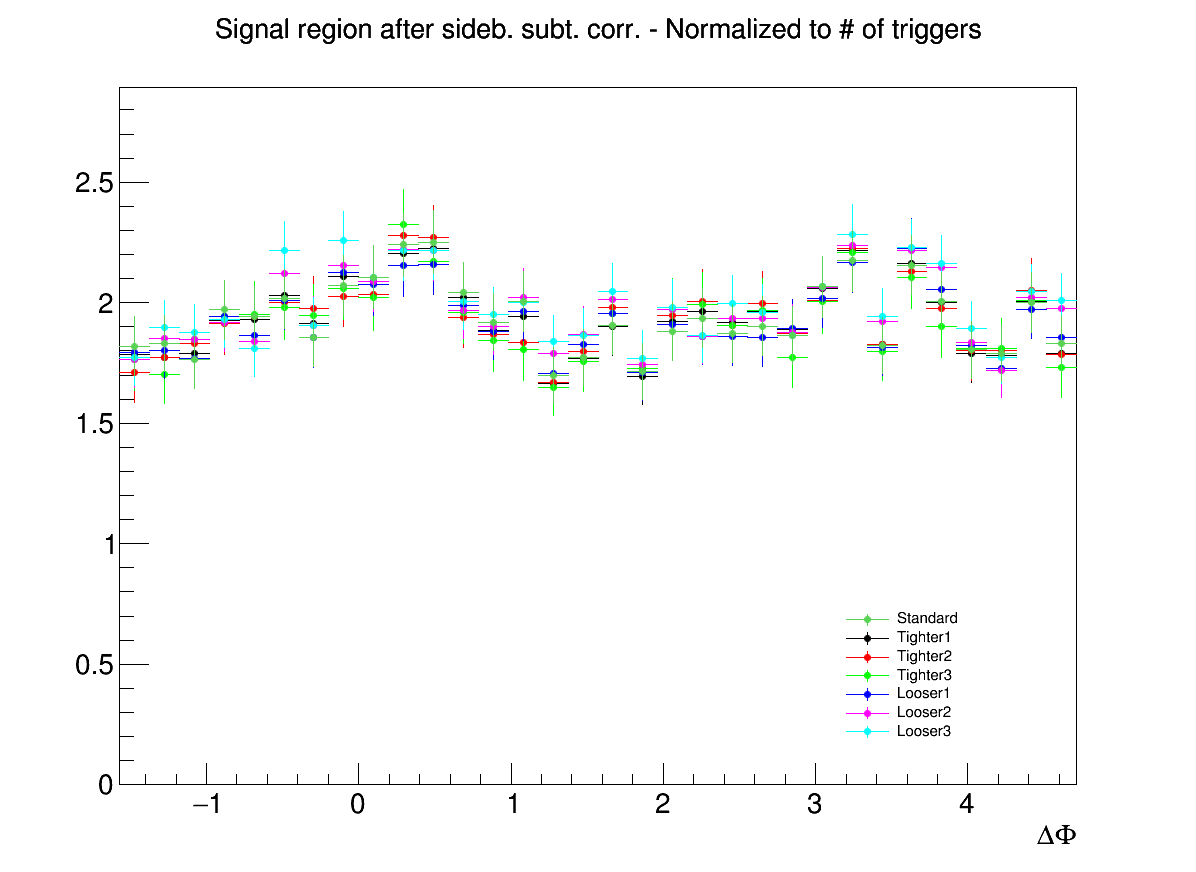 Signal region after sideb. subt. corr. - Normalized to # of triggers
2.5
2
1.5
1
0.5
0
−1
0
1
2
3
4
ΔΦ
Standard
Tighter1
Tighter2
Tighter3
Looser1
Looser2
Looser3